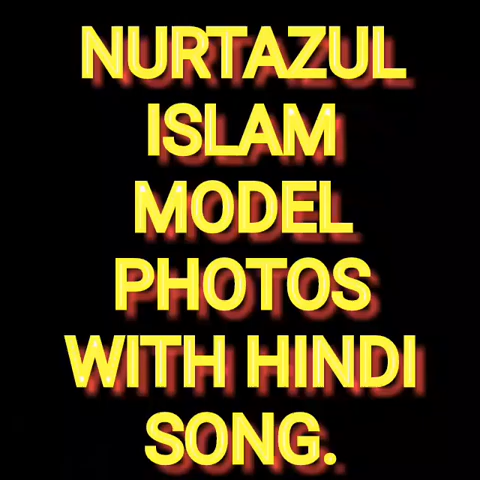 NURTAZUL
ISLAM
MODEL
PHOTOS
WITH HINDI
SONG.